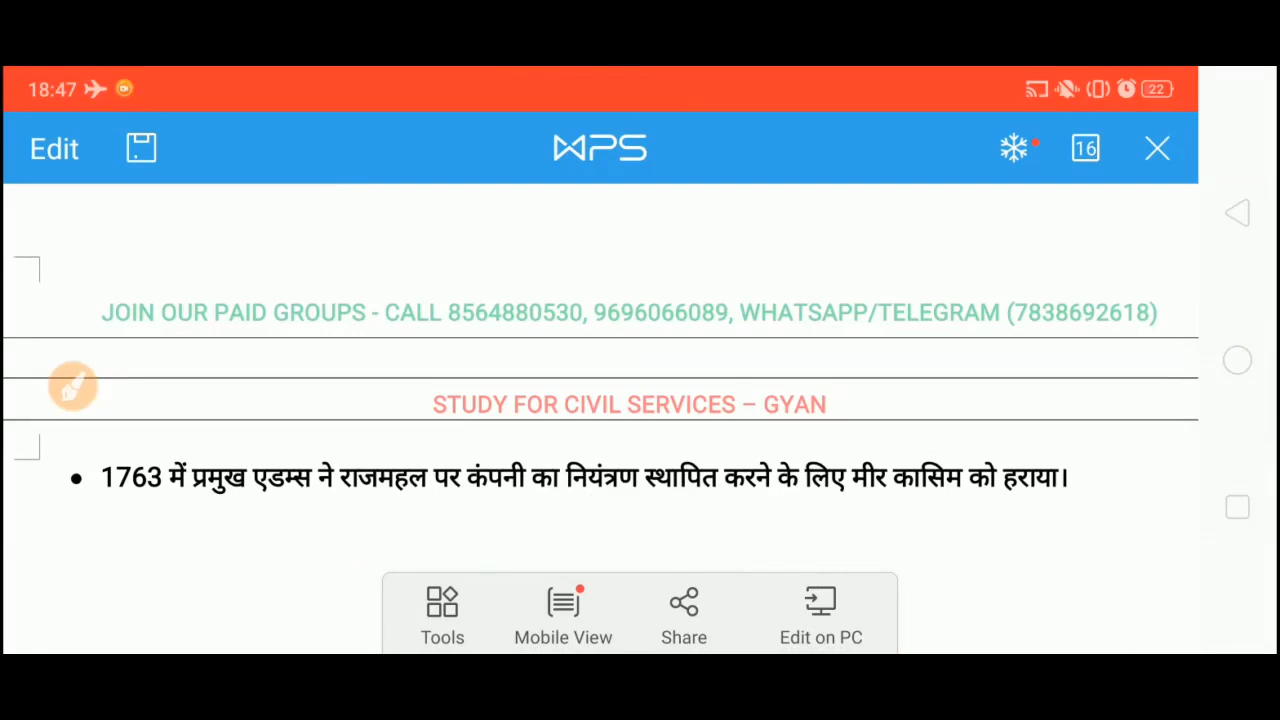 18:47
22
Edit
WPS
16
JOIN OUR PAID GROUPS - CALL 8564880530, 9696066089, WHATSAPP/TELEGRAM (7838692618)
STUDY FOR CIVIL SERVICES – GYAN
• 1763 में प्रमुख एडम्स ने राजमहल पर कंपनी का नियंत्रण स्थापित करने के लिए मीर कासिम को हराया।
Tools
Mobile View
Share
Edit on PC